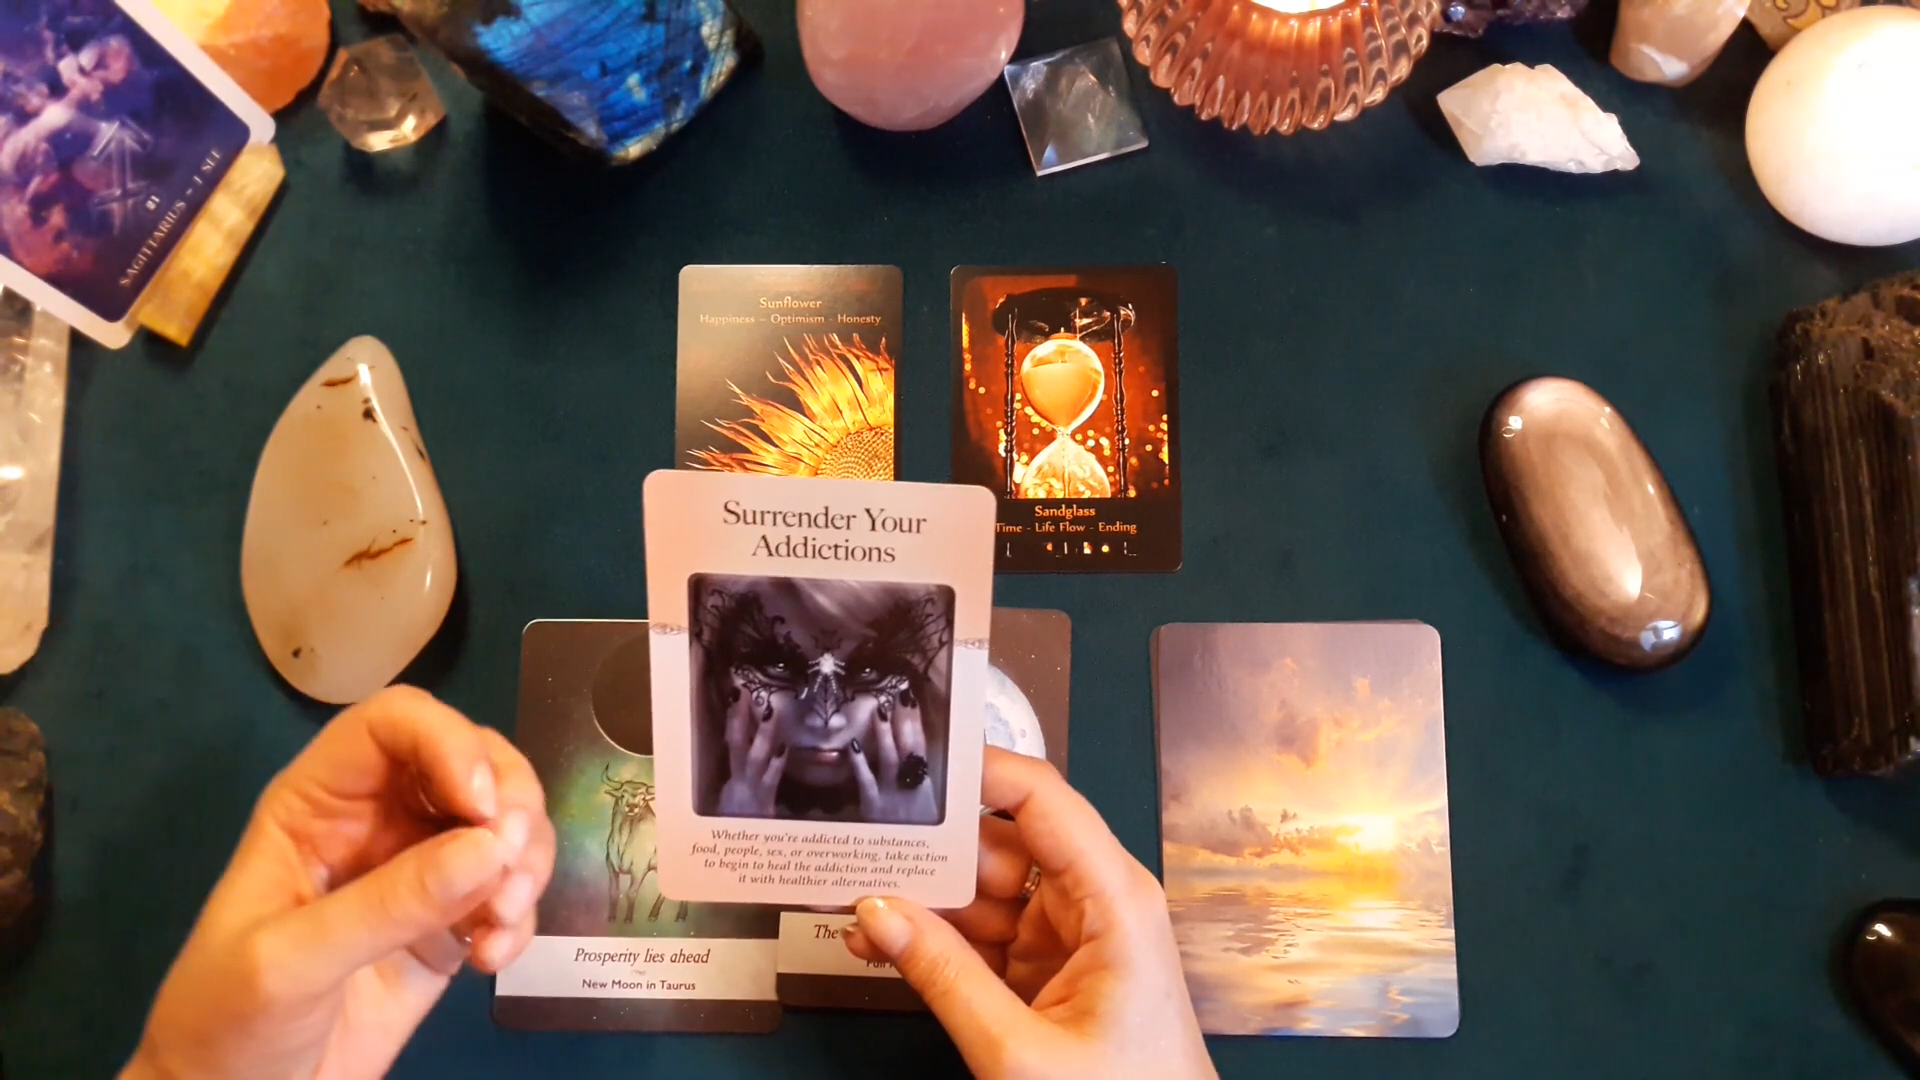 21
SAGITTARIUS - I SEE
Sunflower
Happiness – Optimism - Honesty
Sandglass
Time - Life Flow - Ending
Surrender Your
Addictions
Whether you're addicted to substances,
food, people, sex, or overworking, take action
to begin to heal the addiction and replace
it with healthier alternatives.
Prosperity lies ahead
New Moon in Taurus
The